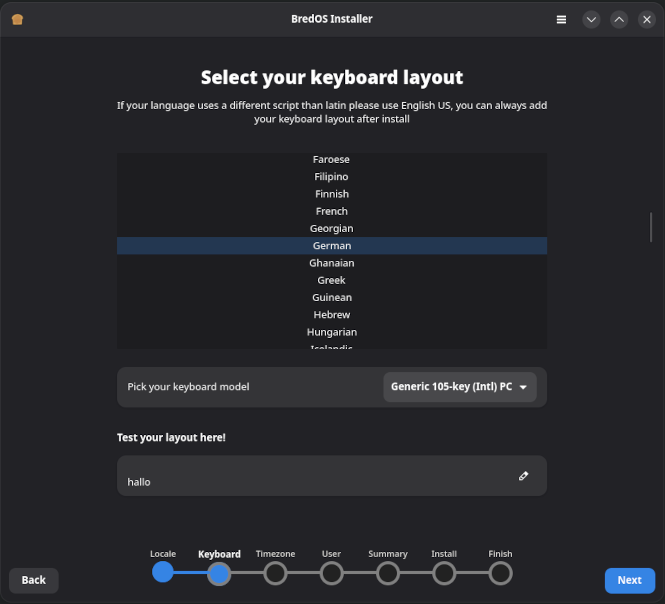 BredOS Installer
Select your keyboard layout
If your language uses a different script than latin please use English US, you can always add
your keyboard layout after install
Faroese
Filipino
Finnish
French
Georgian
German
Ghanaian
Greek
Guinean
Hebrew
Hungarian
Icelandic
Pick your keyboard model
Generic 105-key (Intl) PC
Test your layout here!
hallo
Locale
Keyboard
Timezone
User
Summary
Install
Finish
Back
Next